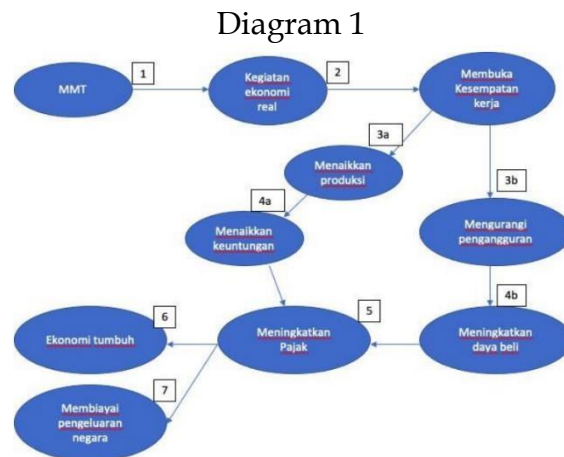 Diagram 1
MMT
1
Kegiatan
ekonomi
real
2
Membuka
Kesempatan
kerja
3a
Menaikkan
produksi
3b
4a
Menaikkan
keuntungan
Mengurangi
pengangguran
4b
Meningkatkan
daya beli
5
Meningkatkan
Pajak
6
Ekonomi tumbuh
7
Membiayai
pengeluaran
negara